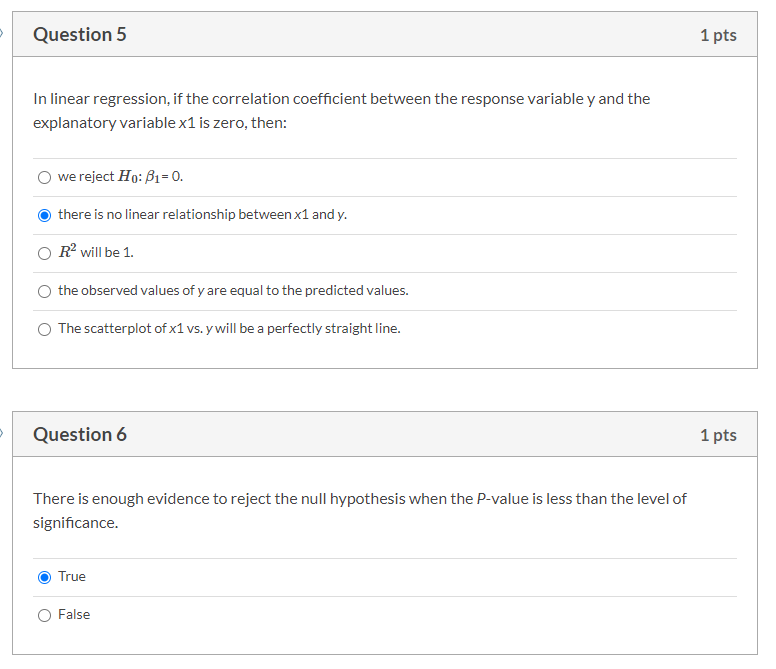 Question 5
1 pts
In linear regression, if the correlation coefficient between the response variable y and the
explanatory variable x1 is zero, then:
we reject H₀: β₁= 0.
there is no linear relationship between x1 and y.
R² will be 1.
the observed values of y are equal to the predicted values.
The scatterplot of x1 vs. y will be a perfectly straight line.
Question 6
1 pts
There is enough evidence to reject the null hypothesis when the P-value is less than the level of
significance.
True
False